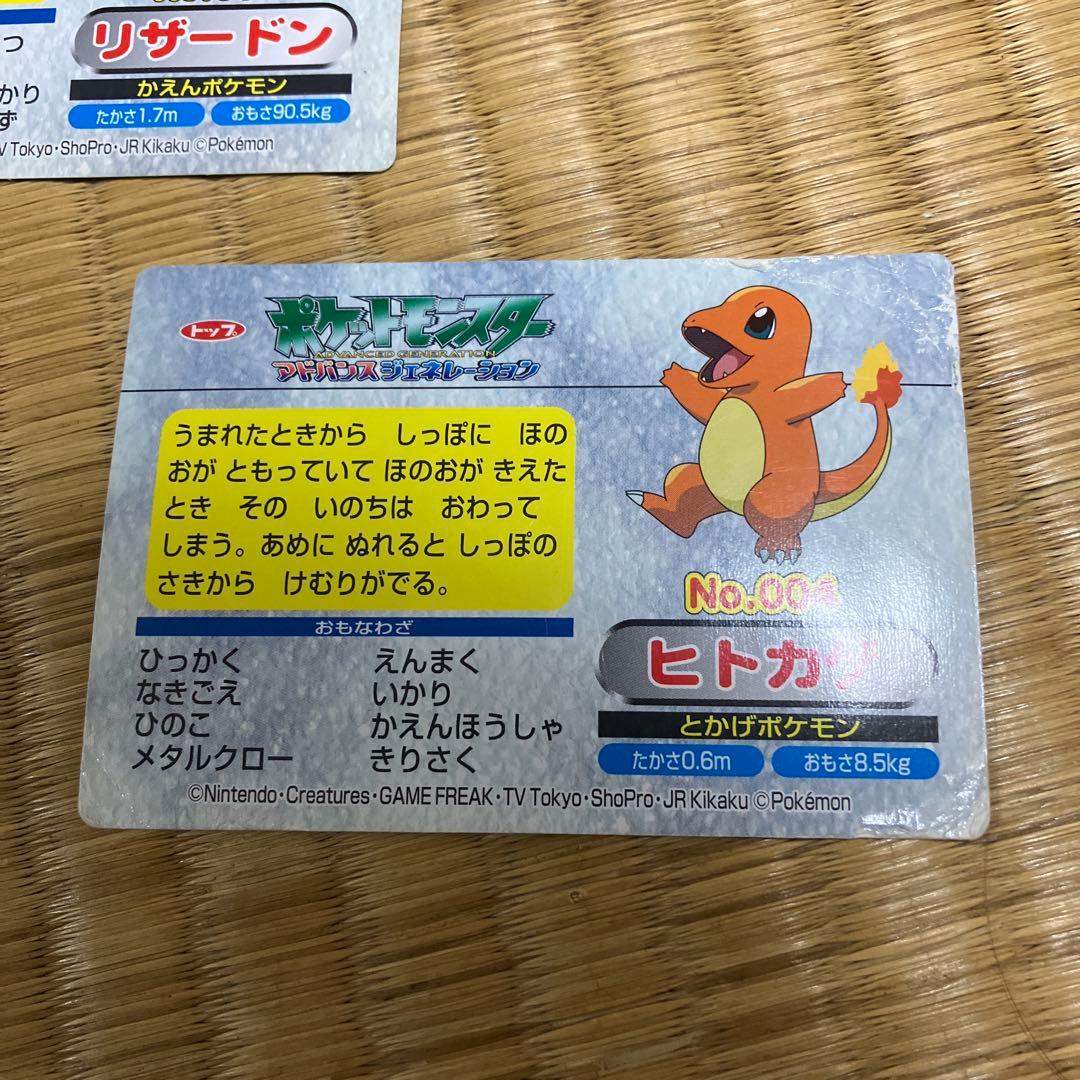 つ
かり
ず
リザードン
かえんポケモン
たかさ1.7m おもさ90.5kg
V Tokyo・ShoPro・JR Kikaku ©Pokémon
トップ
ポケットモンスター
ADVANCED GENERATION
アドバンスジェネレーション
うまれたときから しっぽに ほの
おが ともっていて ほのおが きえた
とき その いのちは おわって
しまう。あめに ぬれると しっぽの
さきから けむりがでる。
おもなわざ
ひっかく えんまく
なきごえ いかり
ひのこ かえんほうしゃ
メタルクロー きりさく
No.004
ヒトカゲ
とかげポケモン
たかさ0.6m おもさ8.5kg
©Nintendo・Creatures・GAME FREAK・TV Tokyo・ShoPro・JR Kikaku ©Pokémon